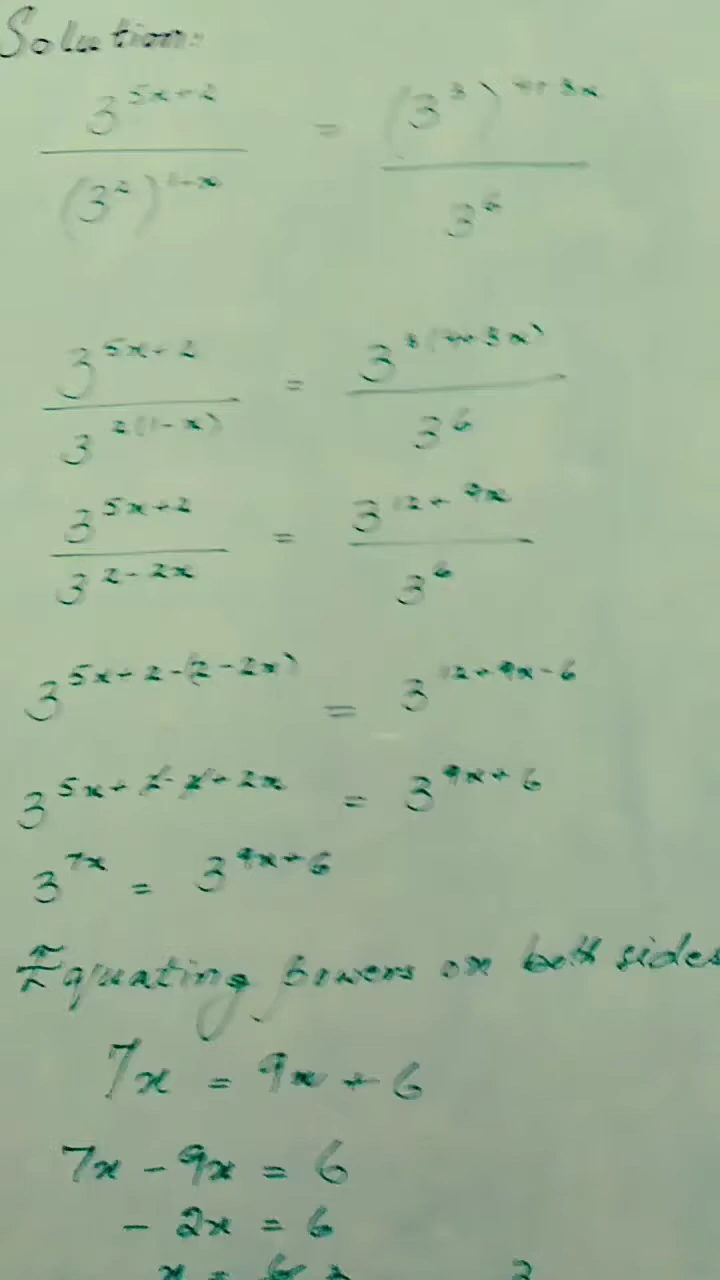 Solution:
3^(5x+2) / (3^2)^(1-x) = (3^3)^(4+3x) / 3^6
3^(5x+2) / 3^(2(1-x)) = 3^(3(4+3x)) / 3^6
3^(5x+2) / 3^(2-2x) = 3^(12+9x) / 3^6
3^(5x+2-(2-2x)) = 3^(12+9x-6)
3^(5x+2-2+2x) = 3^(9x+6)
3^(7x) = 3^(9x+6)
Equating powers on both sides
7x = 9x + 6
7x - 9x = 6
- 2x = 6
x =